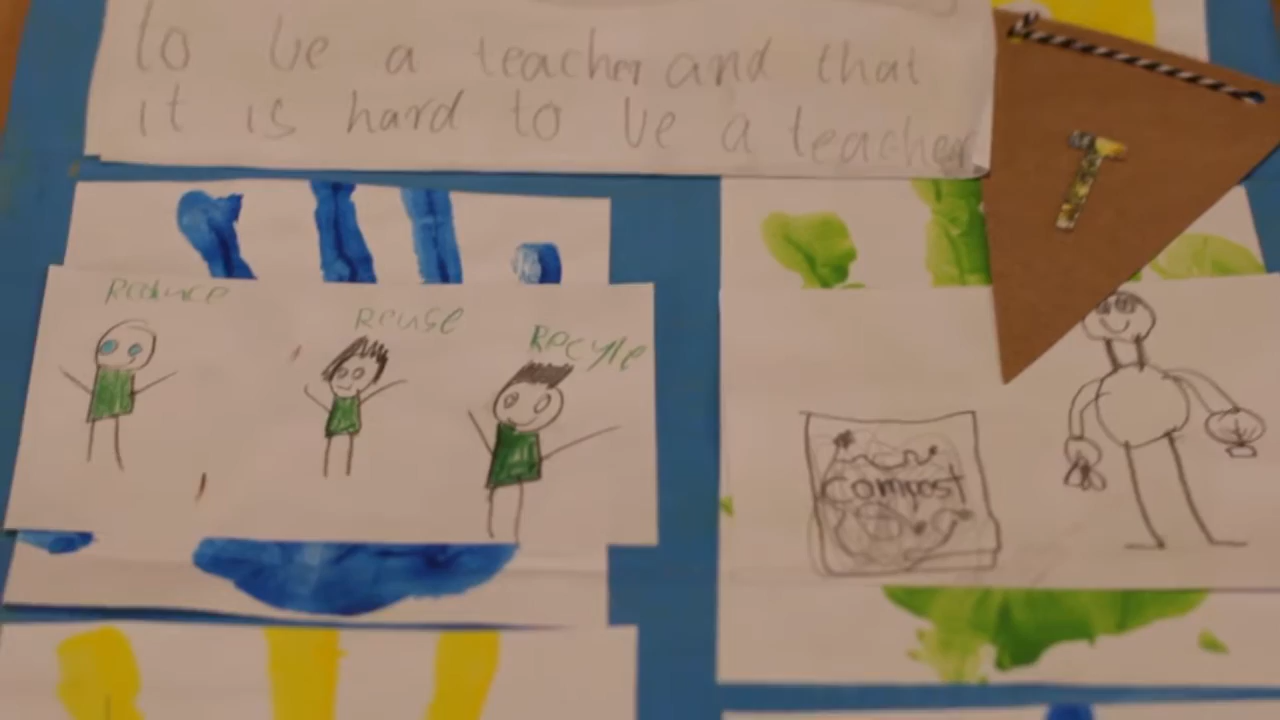 to be a teacher and that
it is hard to be a teacher
T
Reduce
Reuse
Recyle
Compost